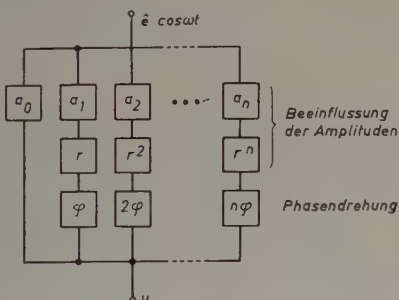 ê cosωt
a₀ a₁ a₂ aₙ
r r² rⁿ
Beeinflussung
der Amplituden
φ 2φ nφ
Phasendrehung
u